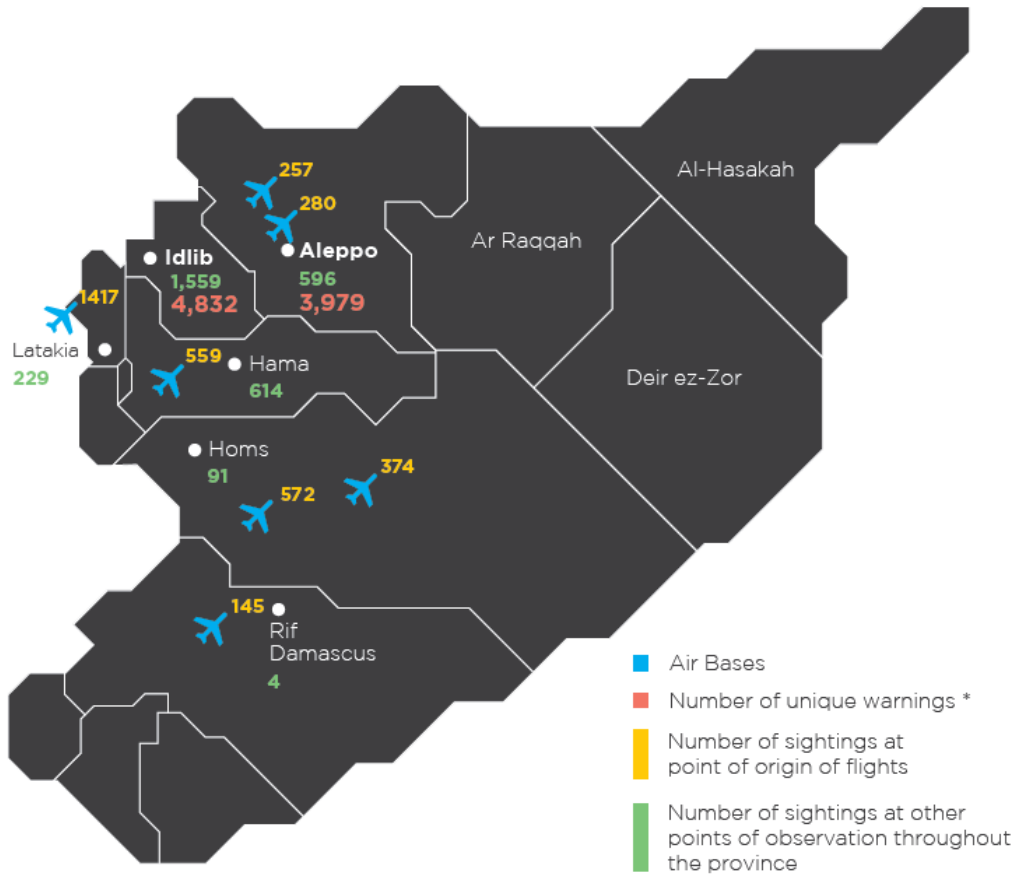 Al-Hasakah
257
280
Ar Raqqah
Aleppo
596
3,979
Idlib
1,559
4,832
1417
Latakia
229
559
Hama
614
Deir ez-Zor
Homs
91
374
572
145
Rif
Damascus
4
Air Bases
Number of unique warnings *
Number of sightings at
point of origin of flights
Number of sightings at other
points of observation throughout
the province